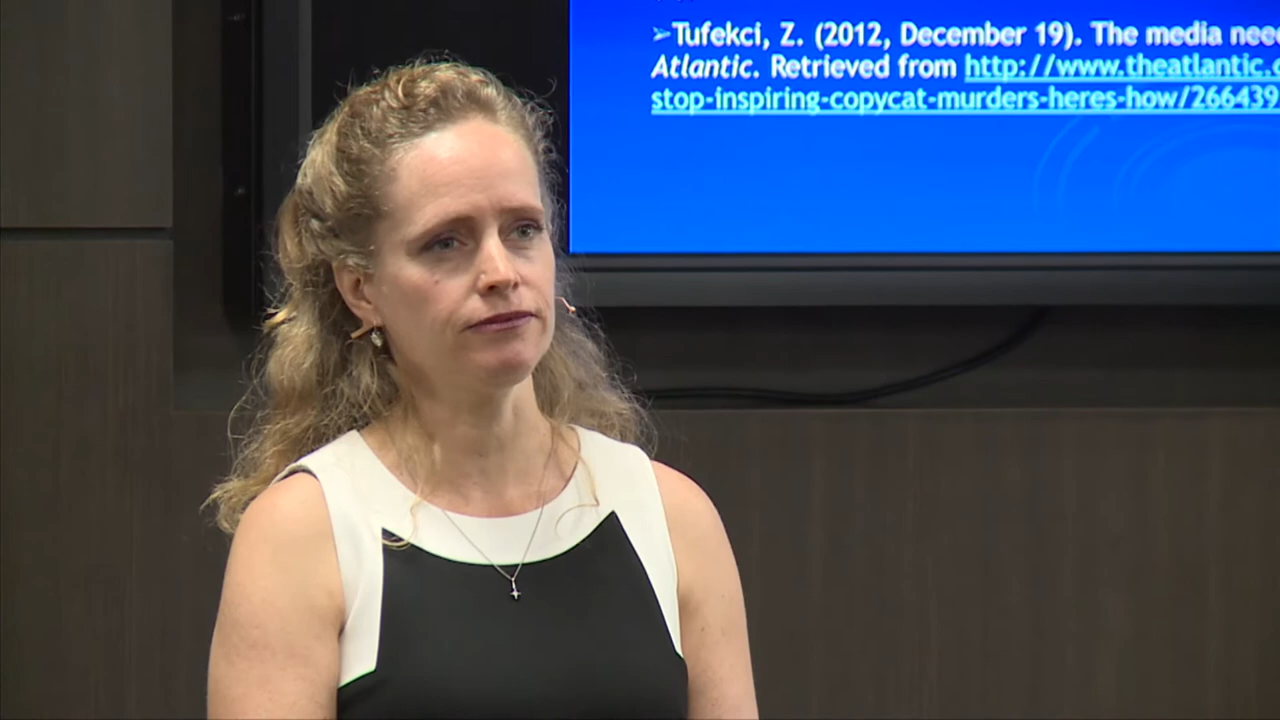 ➢Tufekci, Z. (2012, December 19). The media nee
Atlantic. Retrieved from http://www.theatlantic.
stop-inspiring-copycat-murders-heres-how/266439